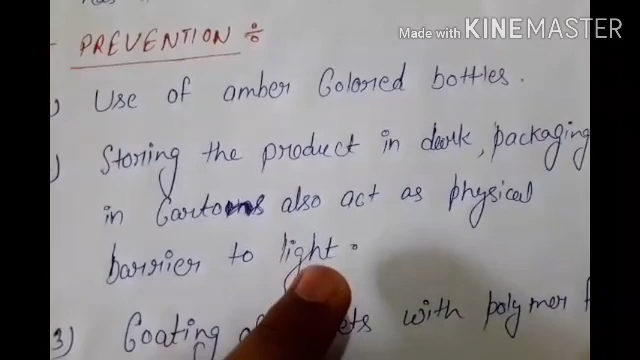 Made with KINEMASTER
PREVENTION ÷
) Use of amber Colored bottles.
) Storing the product in dark, packaging
in Cartons also act as physical
barrier to light.
3) Coating with polymer